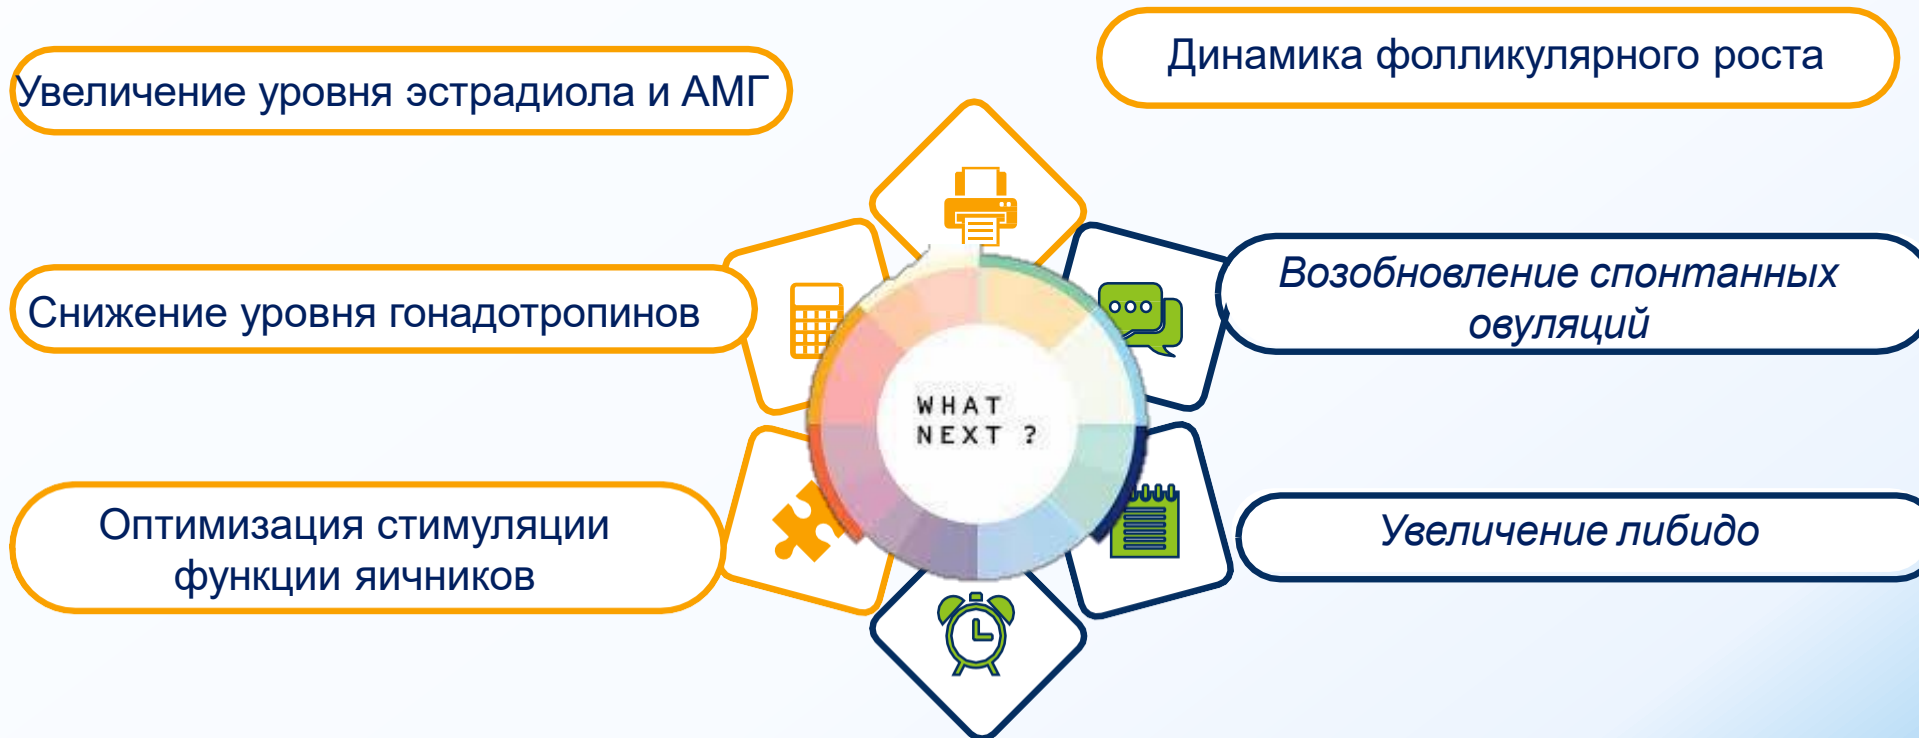 Увеличение уровня эстрадиола и АМГ
Динамика фолликулярного роста
Снижение уровня гонадотропинов
Возобновление спонтанных
овуляций
WHAT
NEXT ?
Оптимизация стимуляции
функции яичников
Увеличение либидо